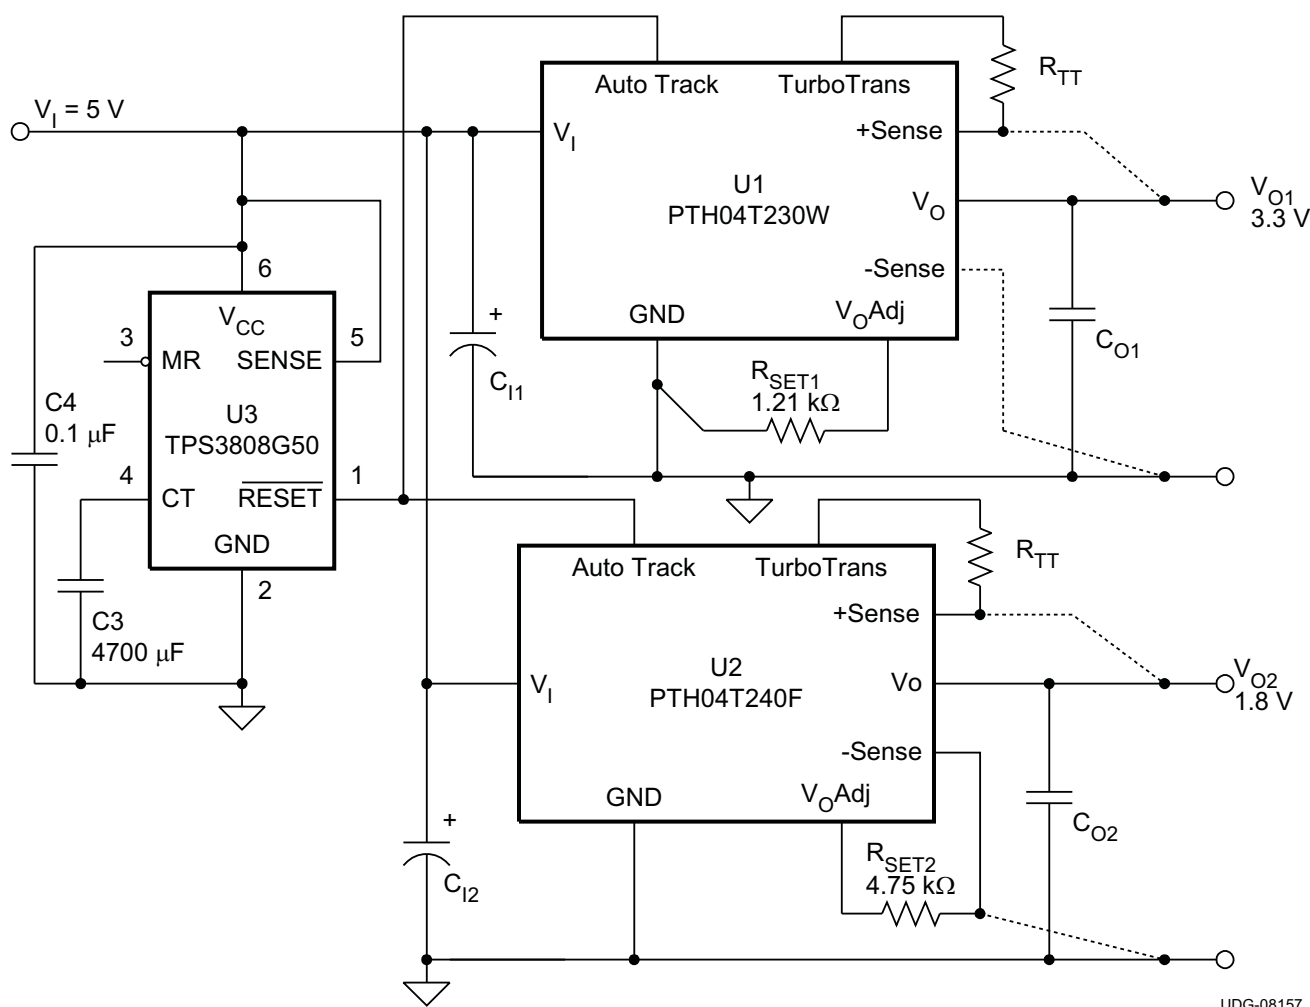 V_I = 5 V
Auto Track
TurboTrans
R_TT
V_I
+Sense
U1
PTH04T230W
V_O
V_O1
3.3 V
-Sense
GND
V_OAdj
+
C_I1
R_SET1
1.21 kΩ
C_O1
6
V_CC
3
MR
SENSE
5
C4
0.1 μF
U3
TPS3808G50
4
CT
RESET
1
GND
2
C3
4700 μF
Auto Track
TurboTrans
R_TT
+Sense
U2
PTH04T240F
V_I
Vo
V_O2
1.8 V
-Sense
GND
V_OAdj
+
C_I2
R_SET2
4.75 kΩ
C_O2
UDG-08157